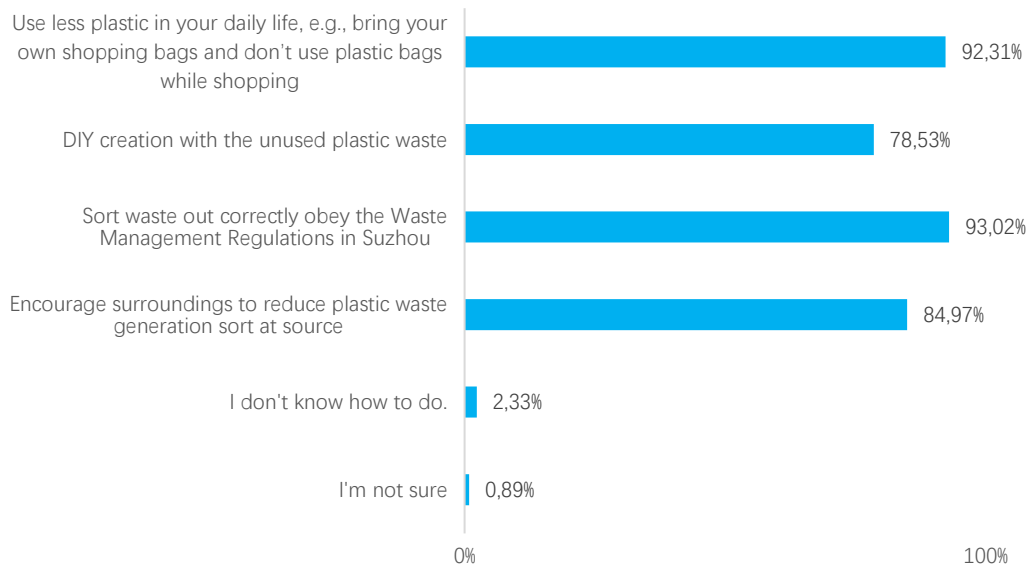 Use less plastic in your daily life, e.g., bring your
own shopping bags and don't use plastic bags
while shopping
92,31%
DIY creation with the unused plastic waste
78,53%
Sort waste out correctly obey the Waste
Management Regulations in Suzhou
93,02%
Encourage surroundings to reduce plastic waste
generation sort at source
84,97%
I don't know how to do.
2,33%
I'm not sure
0,89%
0%
100%